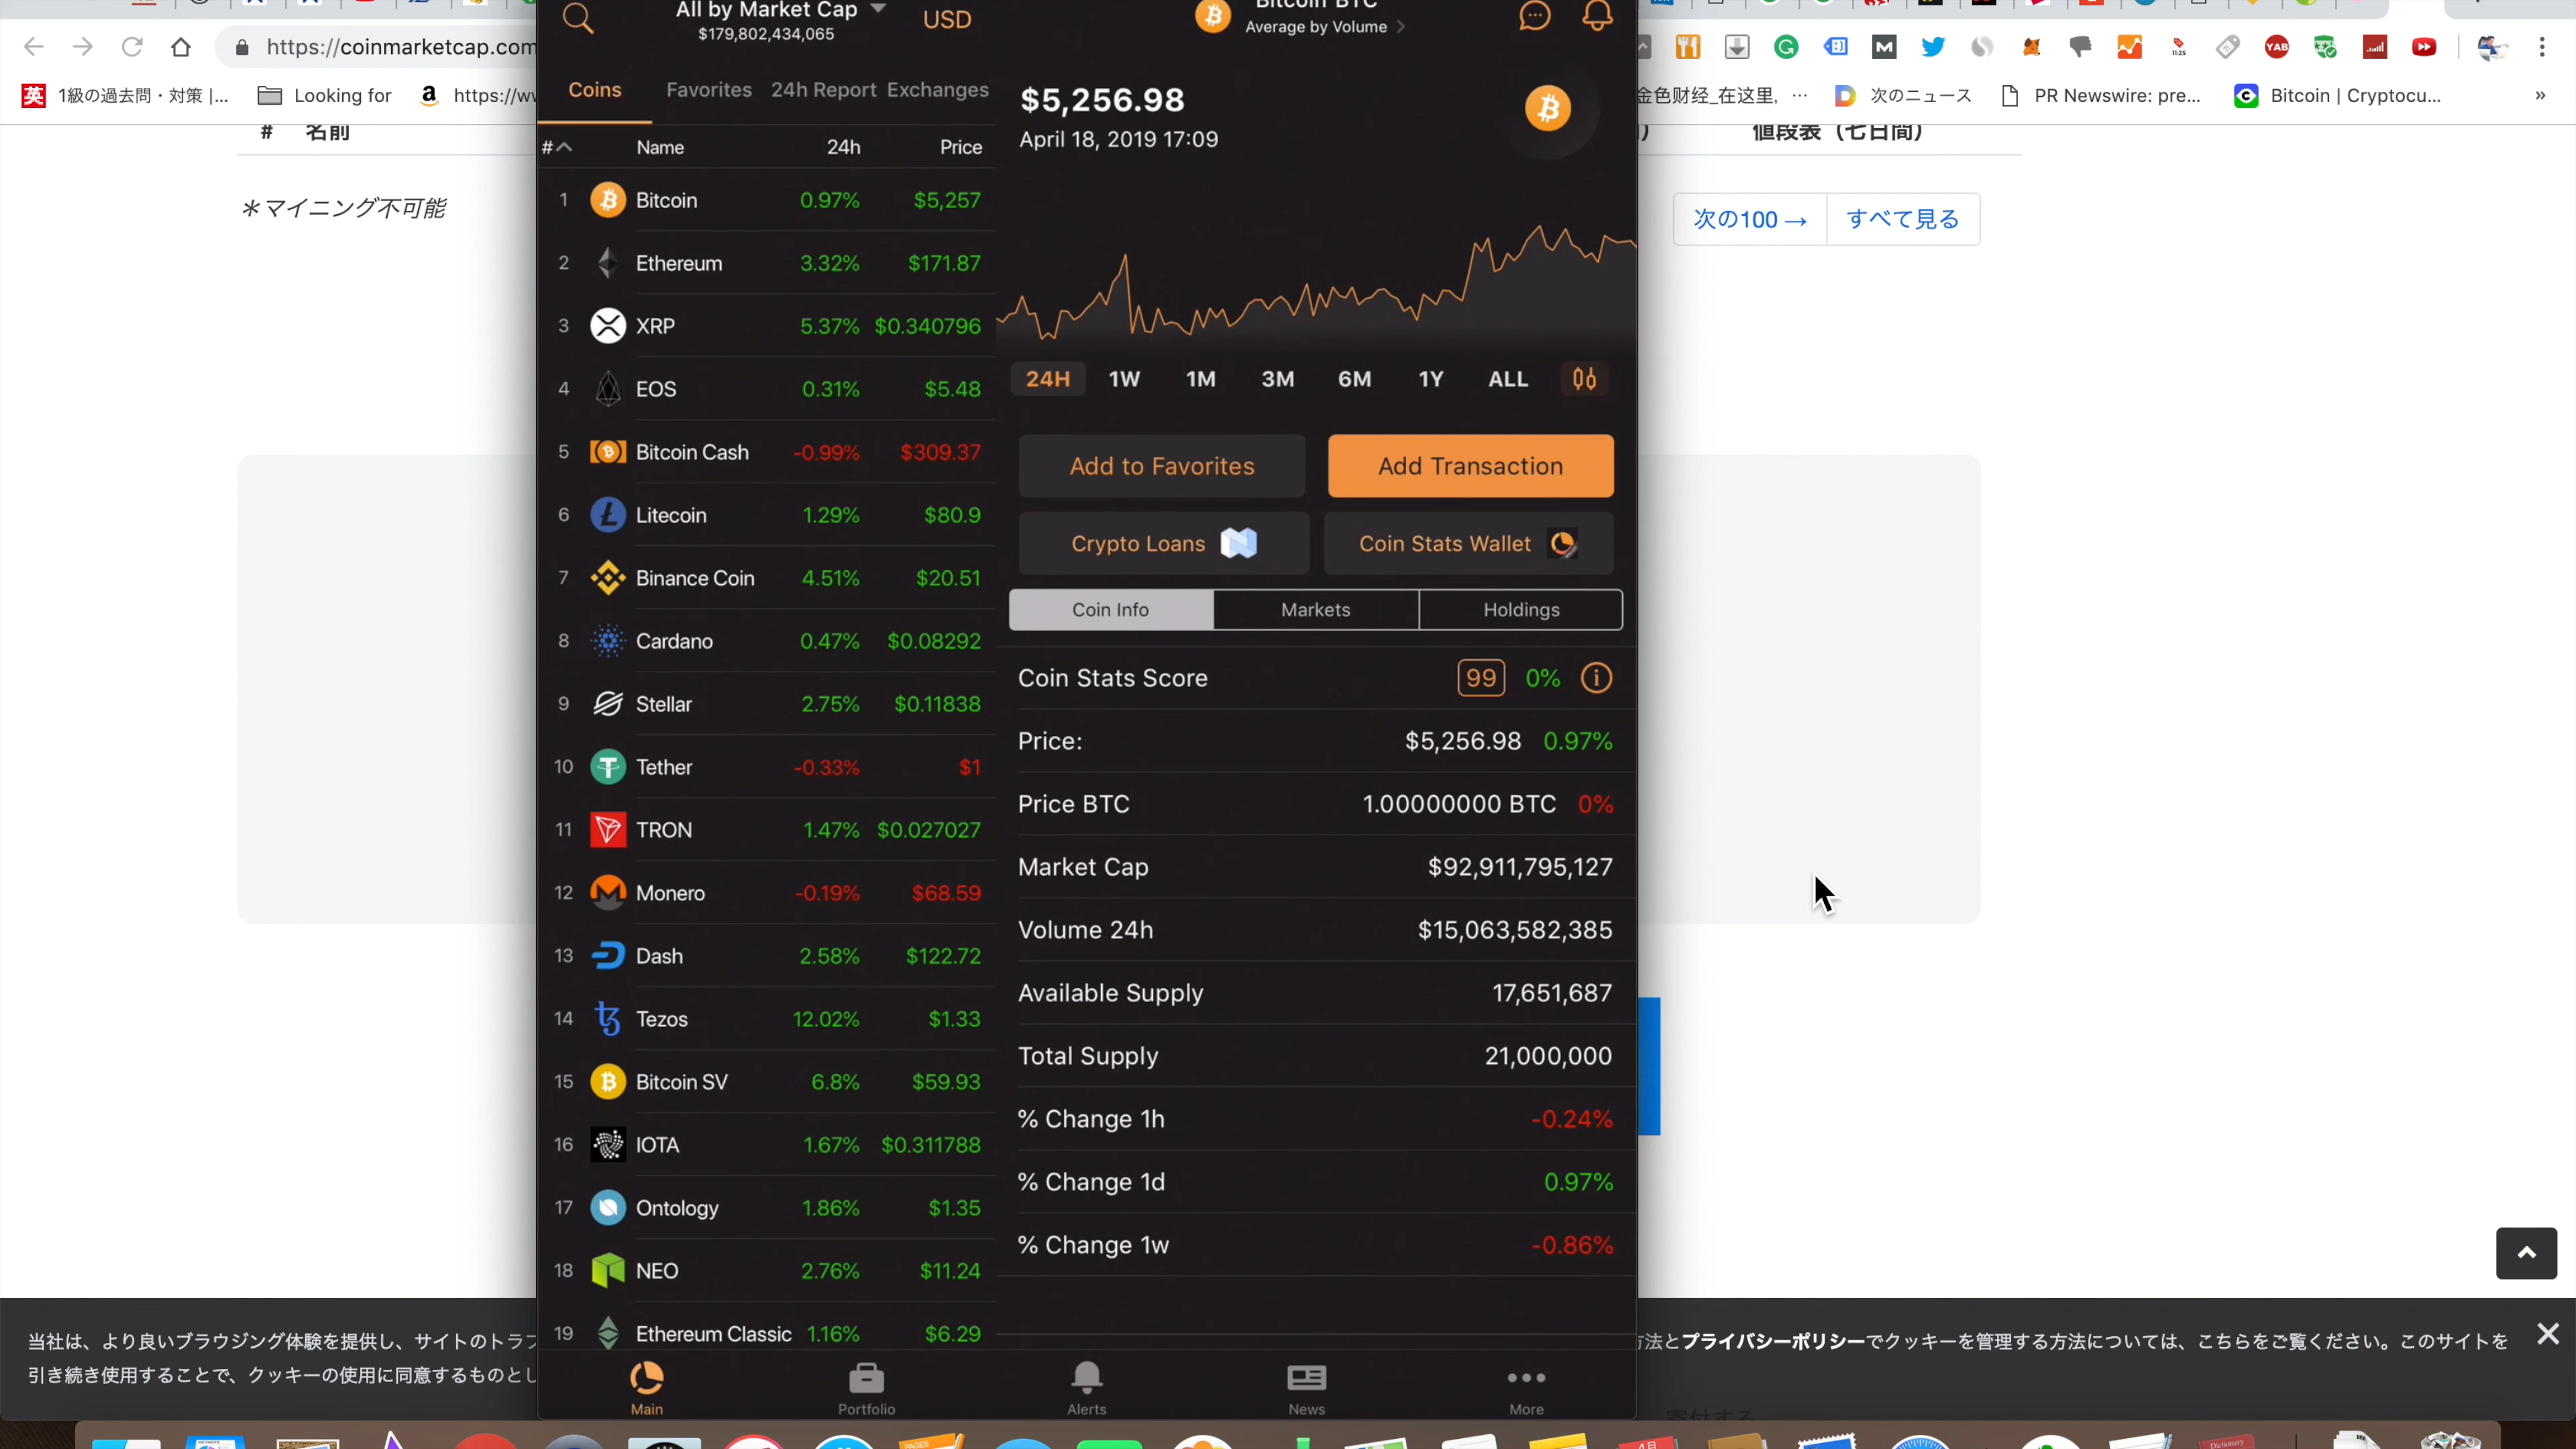 https://coinmarketcap.com
1級の過去問・対策 |...
Looking for
https://ww
金色财经_在这里, ...
次のニュース
PR Newswire: pre...
Bitcoin | Cryptocu...
»
# 名前
値段表（七日間）
＊マイニング不可能
次の100 →
すべて見る
All by Market Cap
$179,802,434,065
USD
Bitcoin BTC
Average by Volume
Coins
Favorites
24h Report
Exchanges
# Name 24h Price
1 Bitcoin 0.97% $5,257
2 Ethereum 3.32% $171.87
3 XRP 5.37% $0.340796
4 EOS 0.31% $5.48
5 Bitcoin Cash -0.99% $309.37
6 Litecoin 1.29% $80.9
7 Binance Coin 4.51% $20.51
8 Cardano 0.47% $0.08292
9 Stellar 2.75% $0.11838
10 Tether -0.33% $1
11 TRON 1.47% $0.027027
12 Monero -0.19% $68.59
13 Dash 2.58% $122.72
14 Tezos 12.02% $1.33
15 Bitcoin SV 6.8% $59.93
16 IOTA 1.67% $0.311788
17 Ontology 1.86% $1.35
18 NEO 2.76% $11.24
19 Ethereum Classic 1.16% $6.29
$5,256.98
April 18, 2019 17:09
24H 1W 1M 3M 6M 1Y ALL
Add to Favorites
Add Transaction
Crypto Loans
Coin Stats Wallet
Coin Info
Markets
Holdings
Coin Stats Score 99 0%
Price: $5,256.98 0.97%
Price BTC 1.00000000 BTC 0%
Market Cap $92,911,795,127
Volume 24h $15,063,582,385
Available Supply 17,651,687
Total Supply 21,000,000
% Change 1h -0.24%
% Change 1d 0.97%
% Change 1w -0.86%
Main
Portfolio
Alerts
News
More
当社は、より良いブラウジング体験を提供し、サイトのトラフ
方法とプライバシーポリシーでクッキーを管理する方法については、こちらをご覧ください。このサイトを
引き続き使用することで、クッキーの使用に同意するものとし
寄付する